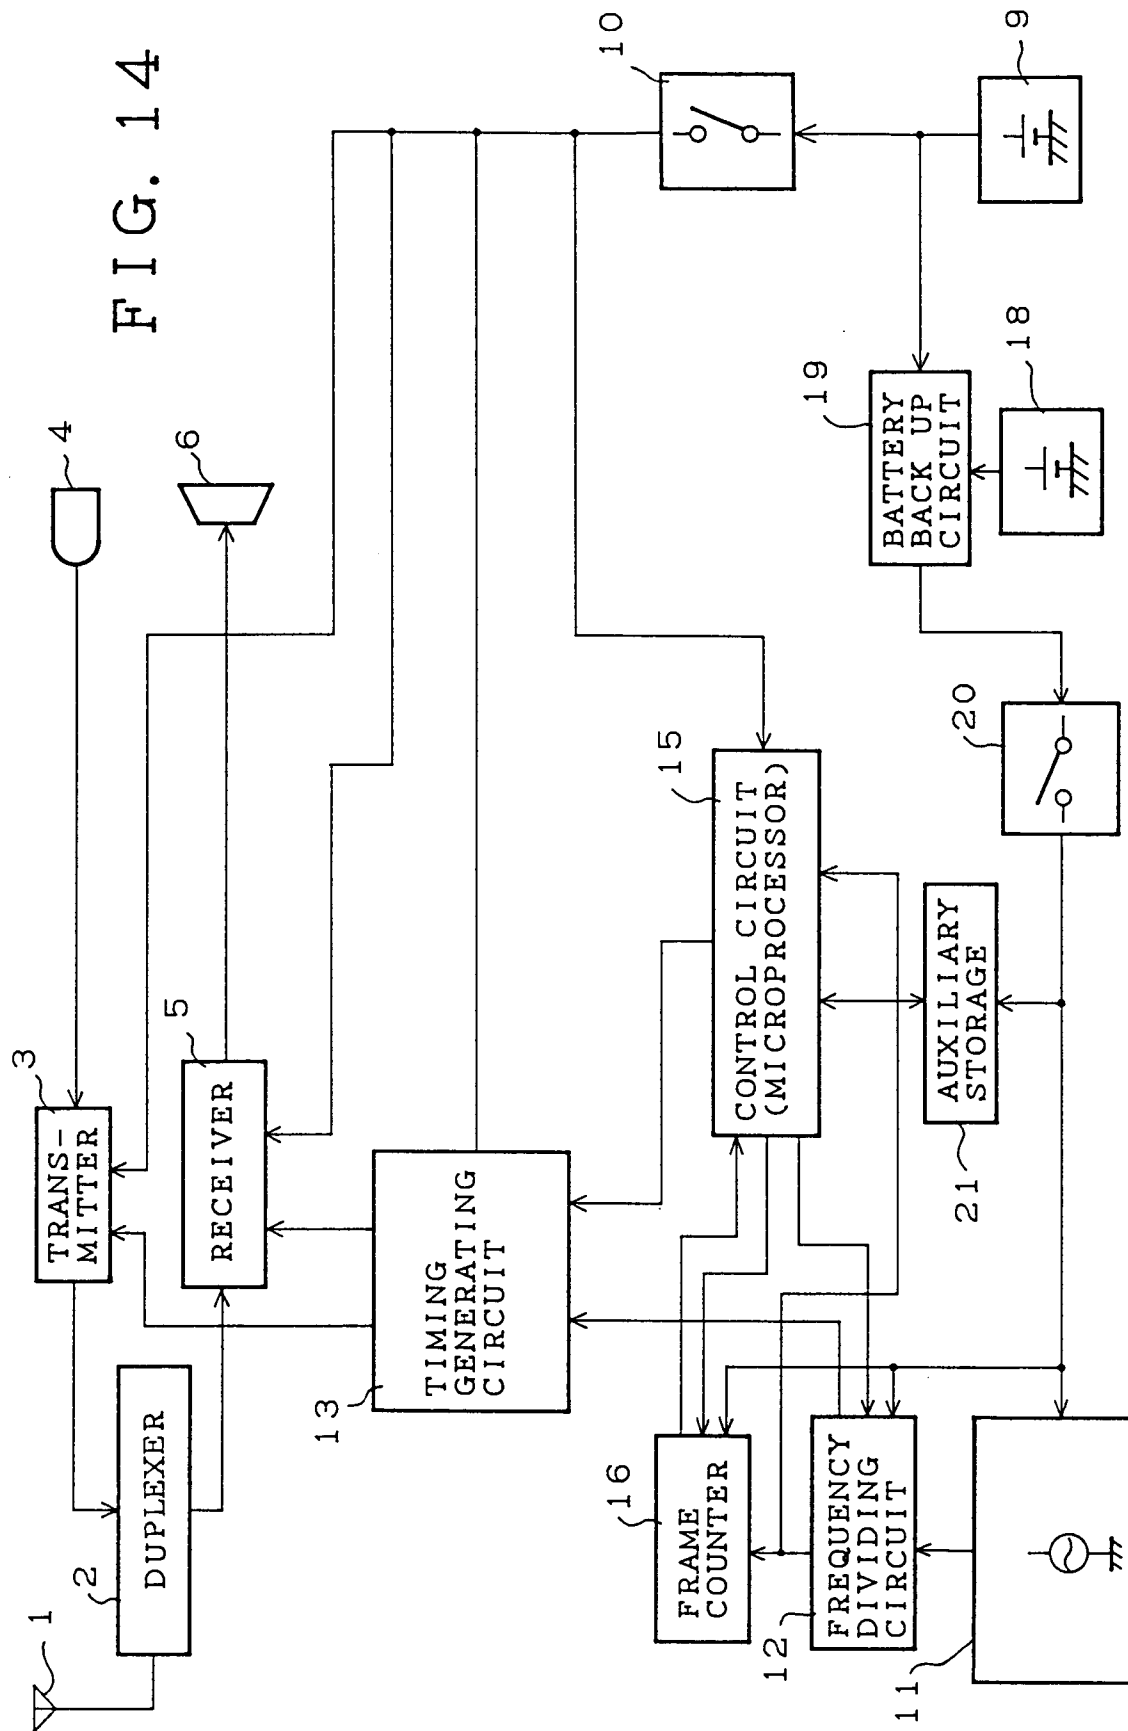 FIG. 14
1
2
DUPLEXER
3
TRANS-
MITTER
4
5
RECEIVER
6
13
TIMING
GENERATING
CIRCUIT
10
9
16
FRAME
COUNTER
15
CONTROL CIRCUIT
(MICROPROCESSOR)
12
FREQUENCY
DIVIDING
CIRCUIT
11
21
AUXILIARY
STORAGE
20
19
BATTERY
BACK UP
CIRCUIT
18